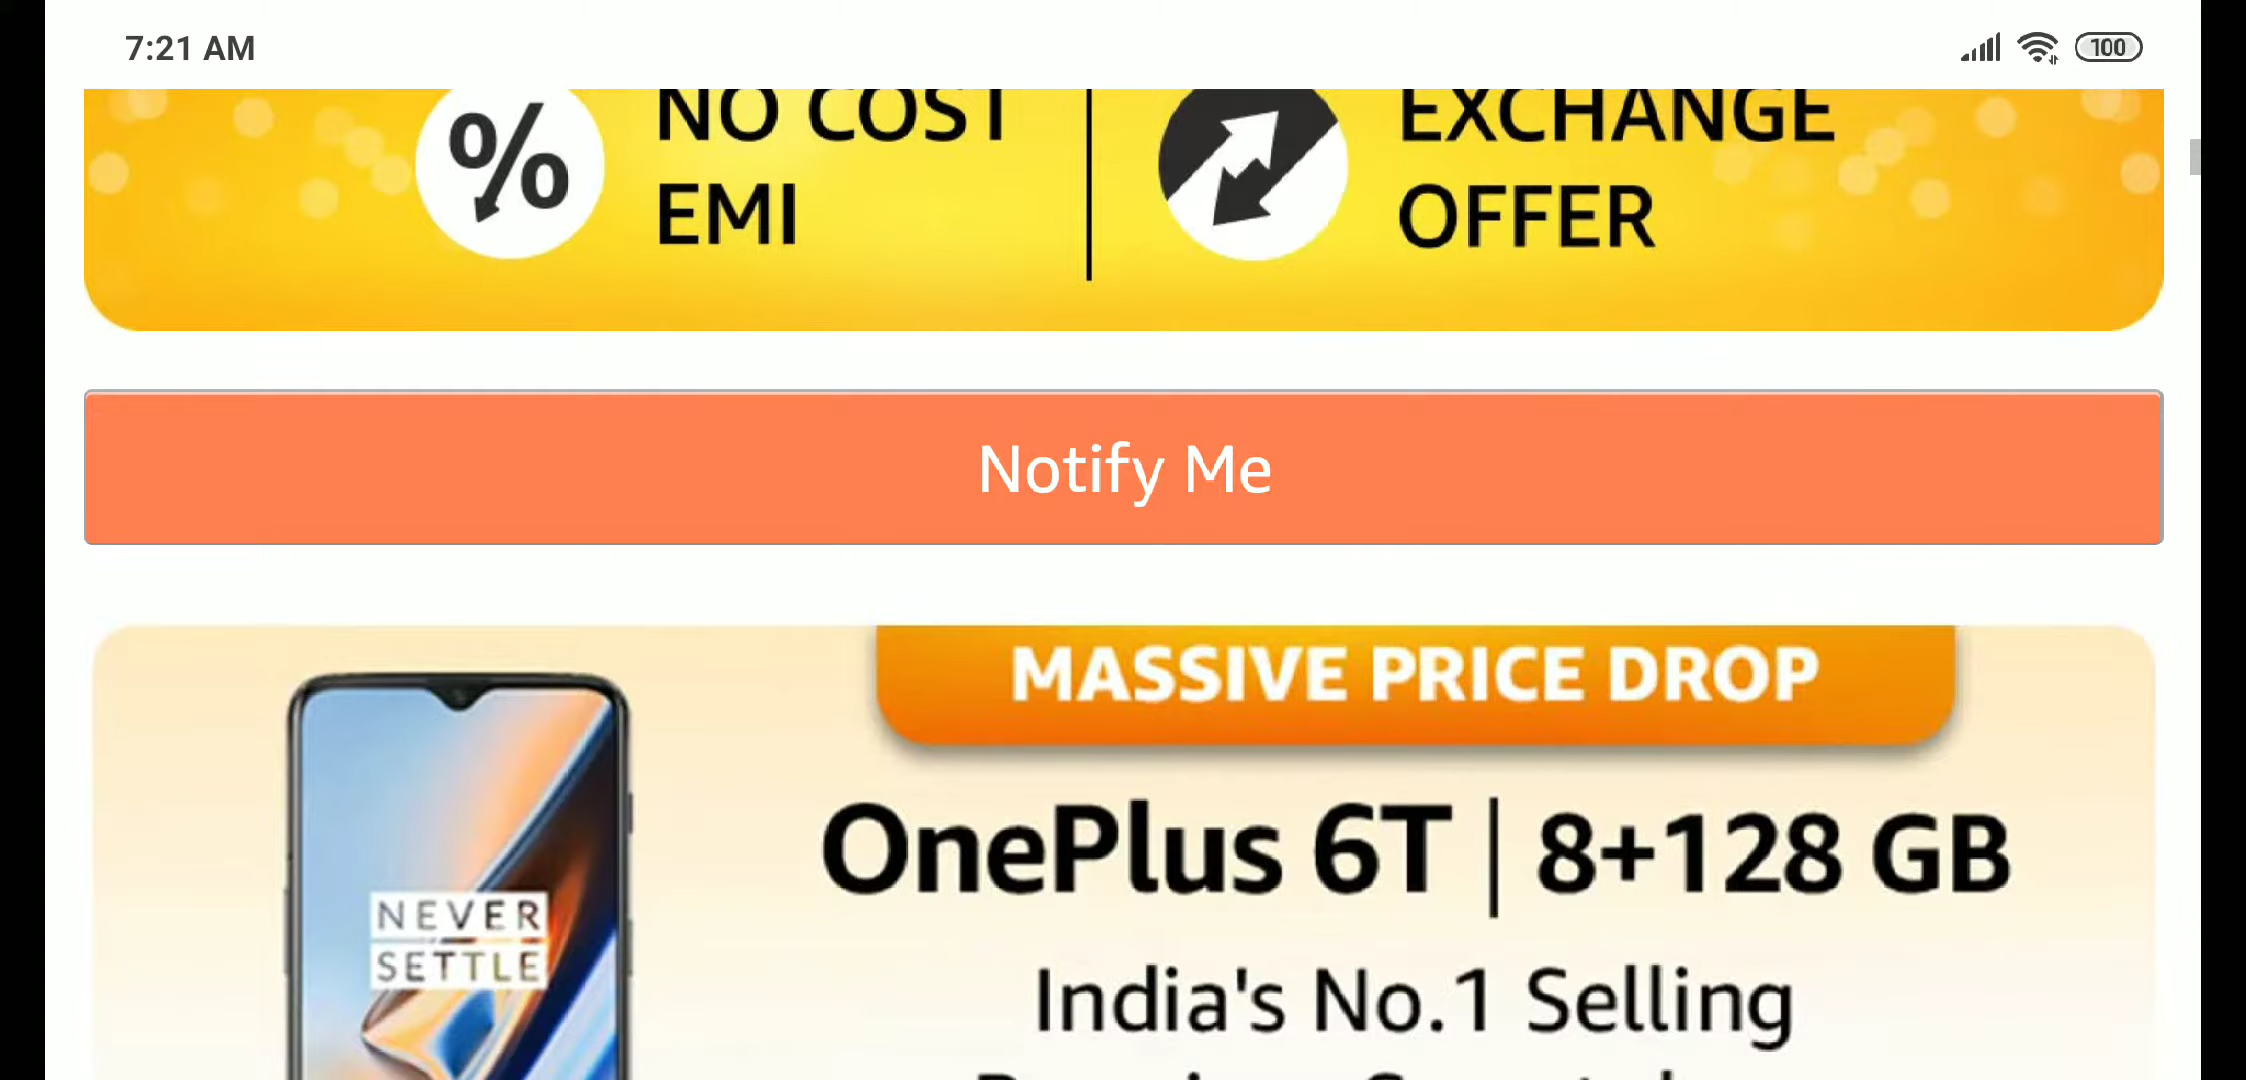 7:21 AM
100
NO COST
EMI
EXCHANGE
OFFER
Notify Me
MASSIVE PRICE DROP
OnePlus 6T | 8+128 GB
NEVER
SETTLE
India's No.1 Selling